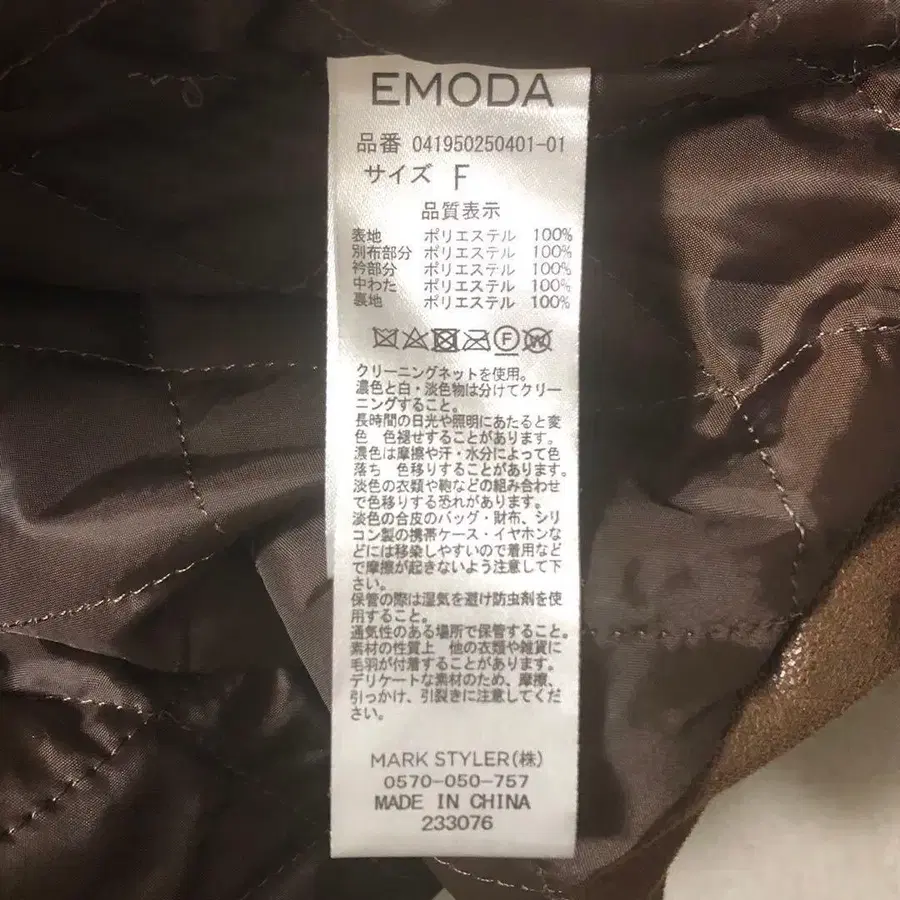 EMODA
品番 041950250401-01
サイズ F
品質表示
表地 ポリエステル 100%
別布部分 ポリエステル 100%
衿部分 ポリエステル 100%
中わた ポリエステル 100%
裏地 ポリエステル 100%
F W
クリーニングネットを使用。
濃色と白・淡色物は分けてクリー
ニングすること。
長時間の日光や照明にあたると変
色 色褪せすることがあります。
濃色は摩擦や汗・水分によって色
落ち 色移りすることがあります。
淡色の衣類や鞄などの組み合わせ
で色移りする恐れがあります。
淡色の合皮のバッグ・財布、シリ
コン製の携帯ケース・イヤホンな
どには移染しやすいので着用など
で摩擦が起きないよう注意して下
さい。
保管の際は湿気を避け防虫剤を使
用すること。
通気性のある場所で保管すること。
素材の性質上 他の衣類や雑貨に
毛羽が付着することがあります。
デリケートな素材のため、摩擦、
引っかけ、引裂きに注意してくだ
さい。
MARK STYLER(株)
0570-050-757
MADE IN CHINA
233076